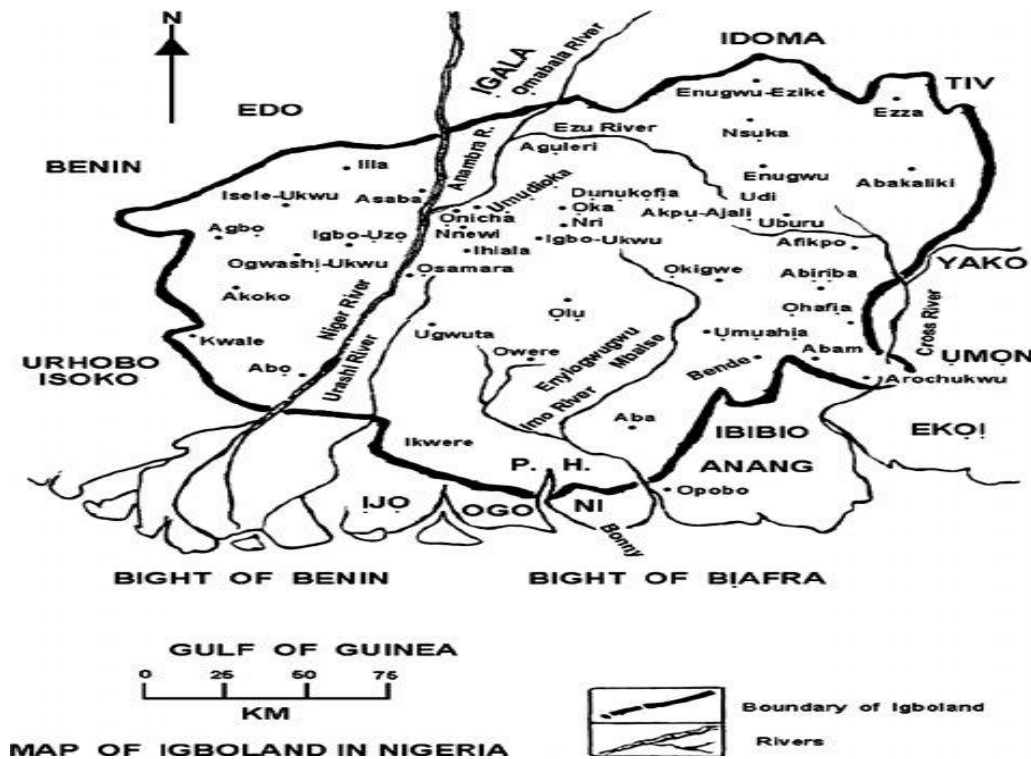 N
IDOMA
IGALA
Omabala River
TIV
EDO
Enugwu-Ezike
Ezza
Ezu River
Nsuka
Anambra R.
Aguleri
BENIN
Illa
Enugwu
Abakaliki
Isele-Ukwu
Asaba
Umudioka
Dunukofia
Udi
Onicha
Oka
Akpu-Ajali
Uburu
Agbo
Igbo-Uzo
Nnewi
Nri
Ihiala
Igbo-Ukwu
Afikpo
Ogwashi-Ukwu
Osamara
Okigwe
Abiriba
YAKO
Akoko
Niger River
Olu
Ohafia
Cross River
Kwale
Ugwuta
Umuahia
URHOBO
ISOKO
Urashi River
Owere
Enyiogwugwu
Mbaise
Bende
Abam
UMON
Abo
Arochukwu
Imo River
Aba
Ikwere
IBIBIO
EKOI
P. H.
ANANG
IJO
OGO
NI
Opobo
Bonny
BIGHT OF BENIN
BIGHT OF BIAFRA
GULF OF GUINEA
0 25 50 75
KM
Boundary of Igboland
Rivers
MAP OF IGBOLAND IN NIGERIA